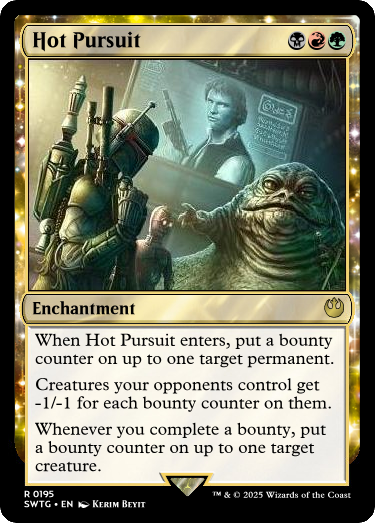 Hot Pursuit
Enchantment
When Hot Pursuit enters, put a bounty
counter on up to one target permanent.
Creatures your opponents control get
-1/-1 for each bounty counter on them.
Whenever you complete a bounty, put
a bounty counter on up to one target
creature.
R 0195
SWTG • EN Kerim Beyit
™ & © 2025 Wizards of the Coast